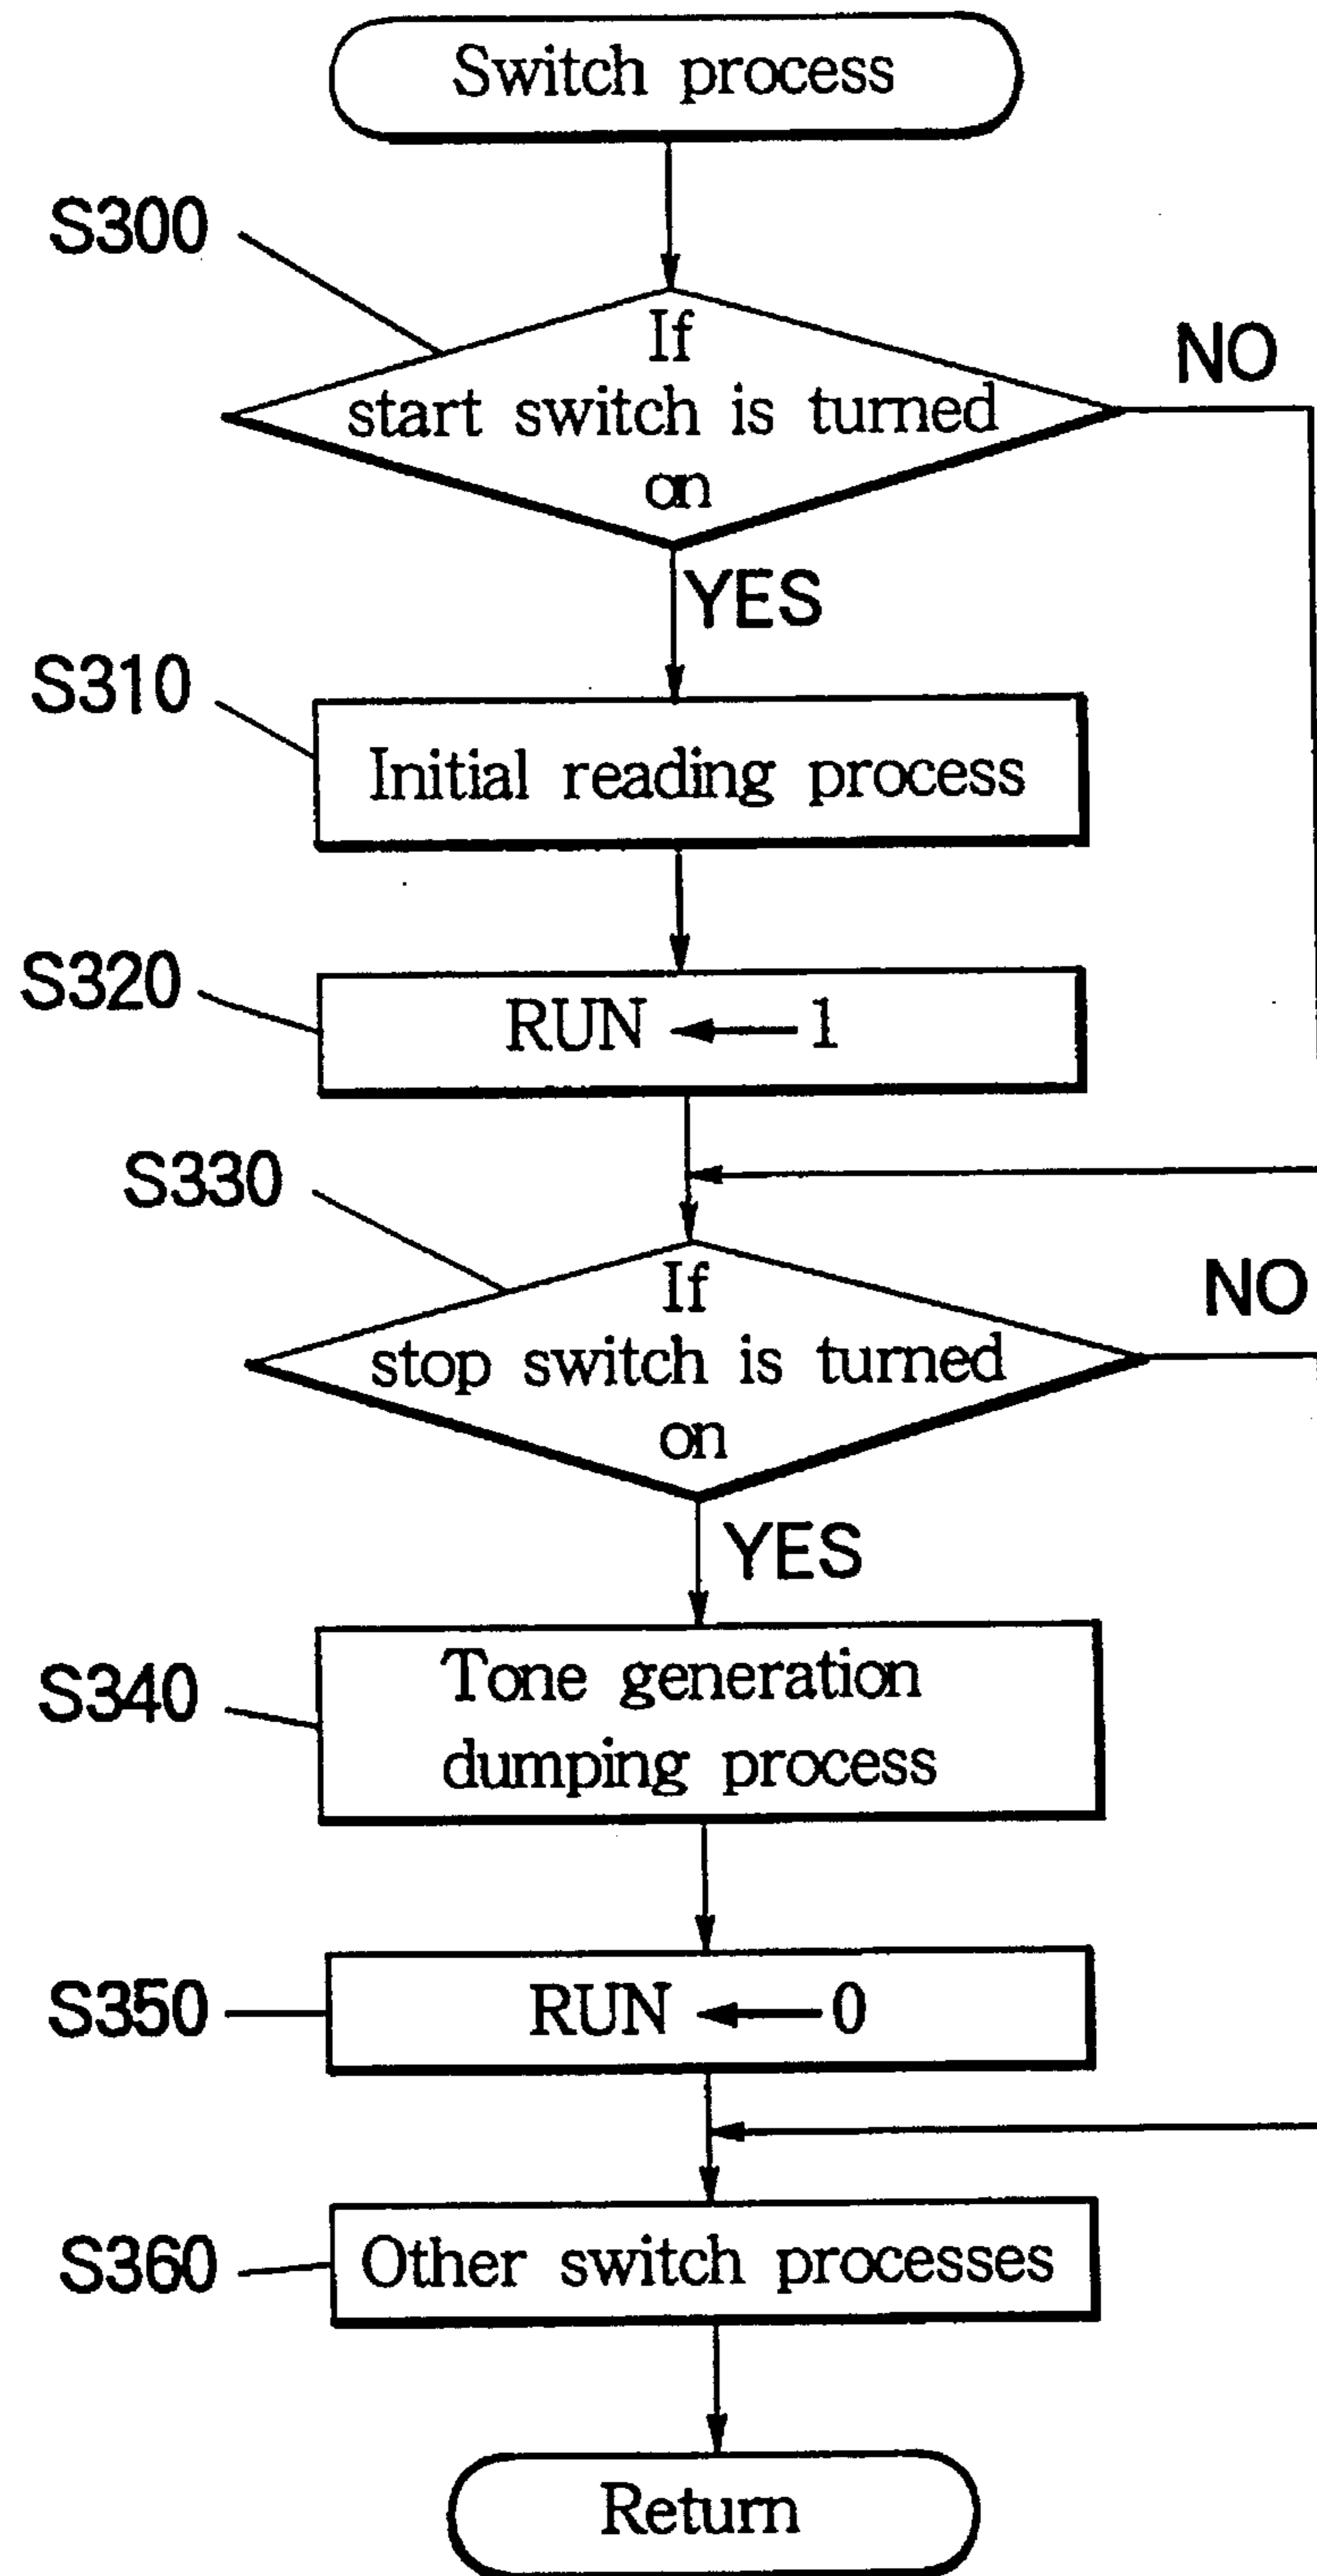 Switch process
S300
If
start switch is turned
on
NO
YES
S310
Initial reading process
S320
RUN ← 1
S330
If
stop switch is turned
on
NO
YES
S340
Tone generation
dumping process
S350
RUN ← 0
S360
Other switch processes
Return